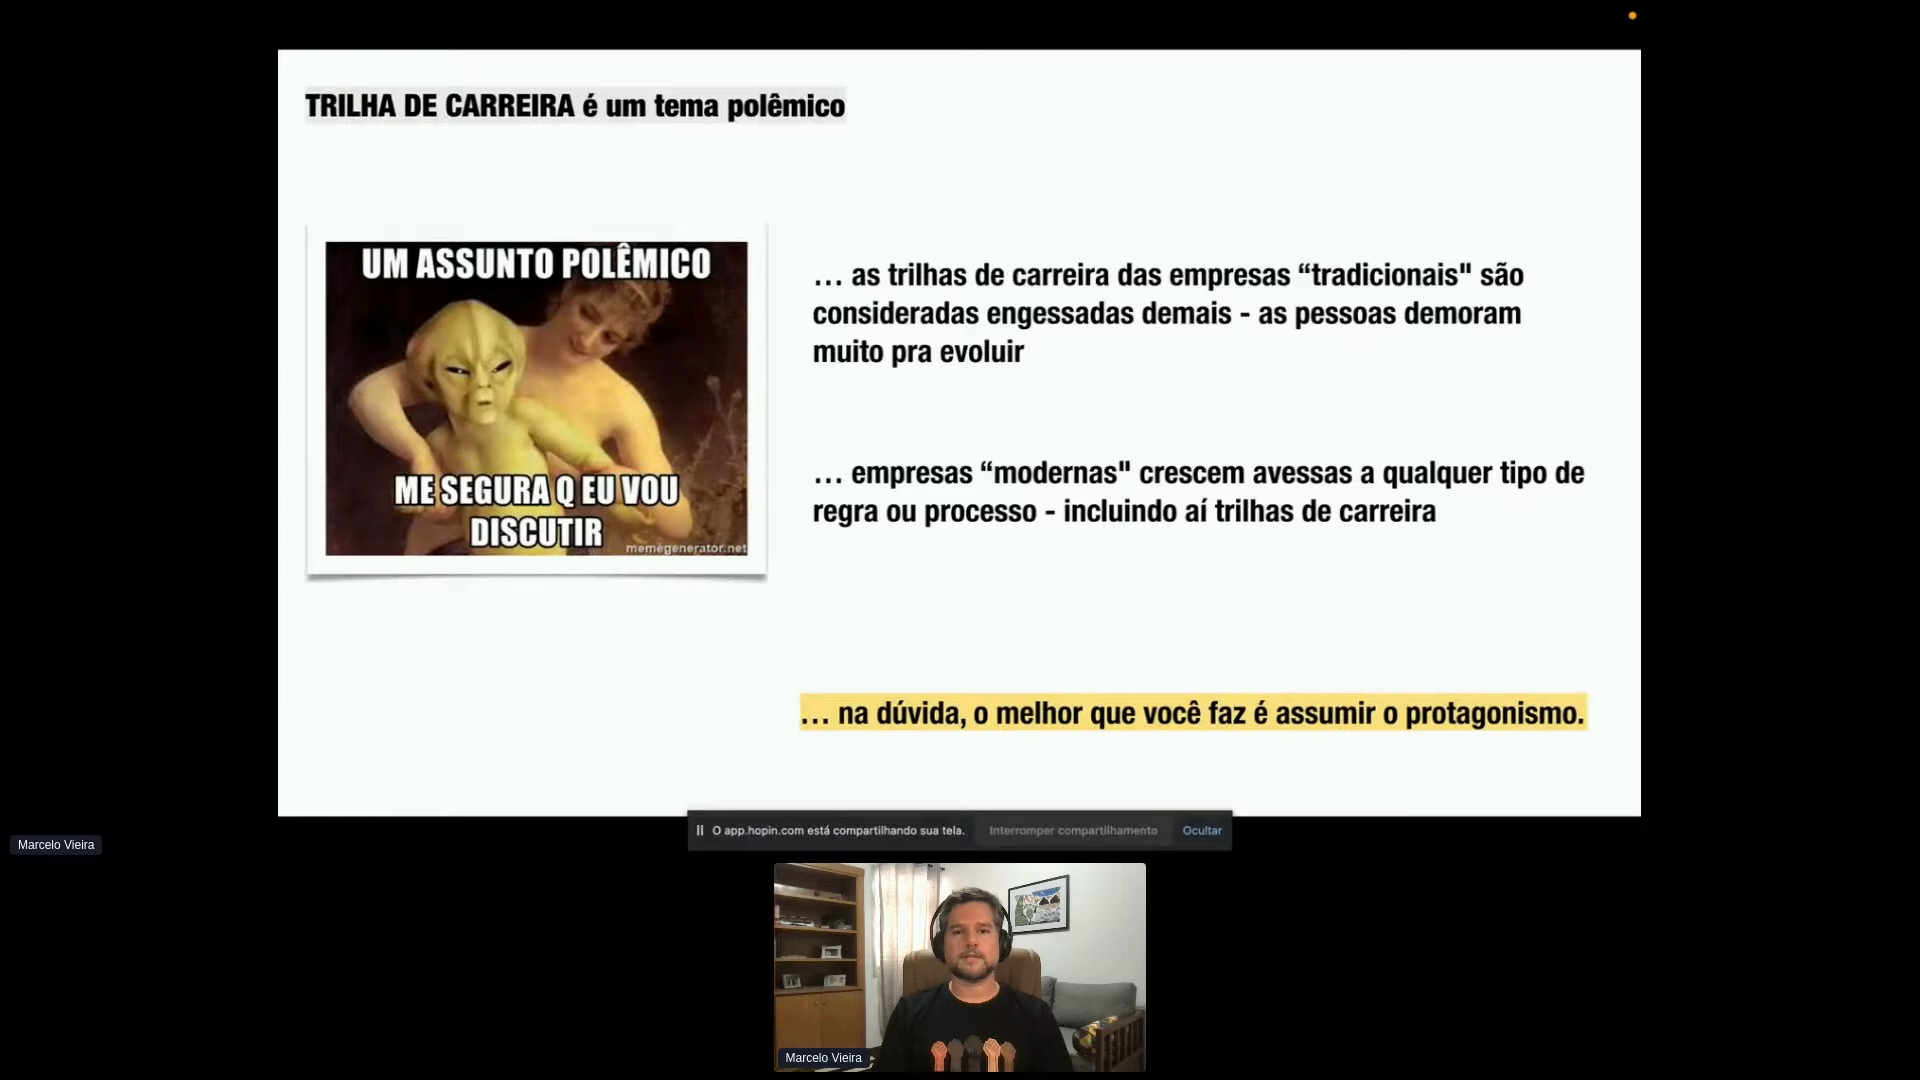 TRILHA DE CARREIRA é um tema polêmico
UM ASSUNTO POLÊMICO
ME SEGURA Q EU VOU
DISCUTIR
memegenerator.net
… as trilhas de carreira das empresas “tradicionais" são
consideradas engessadas demais - as pessoas demoram
muito pra evoluir
… empresas “modernas" crescem avessas a qualquer tipo de
regra ou processo - incluindo aí trilhas de carreira
… na dúvida, o melhor que você faz é assumir o protagonismo.
O app.hopin.com está compartilhando sua tela.
Interromper compartilhamento
Ocultar
Marcelo Vieira
Marcelo Vieira